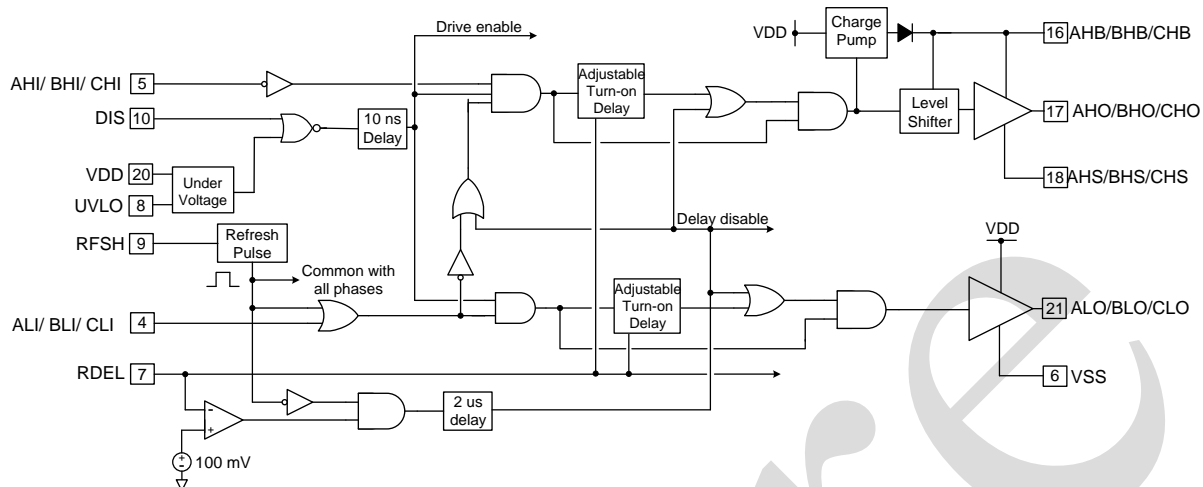 Drive enable
VDD
Charge
Pump
16 AHB/BHB/CHB
AHI/ BHI/ CHI 5
Adjustable
Turn-on
Delay
DIS 10
10 ns
Delay
Level
Shifter
17 AHO/BHO/CHO
VDD 20
UVLO 8
Under
Voltage
18 AHS/BHS/CHS
RFSH 9
Refresh
Pulse
Delay disable
VDD
Common with
all phases
Adjustable
Turn-on
Delay
ALI/ BLI/ CLI 4
21 ALO/BLO/CLO
RDEL 7
6 VSS
2 us
delay
-
+
+
-
100 mV